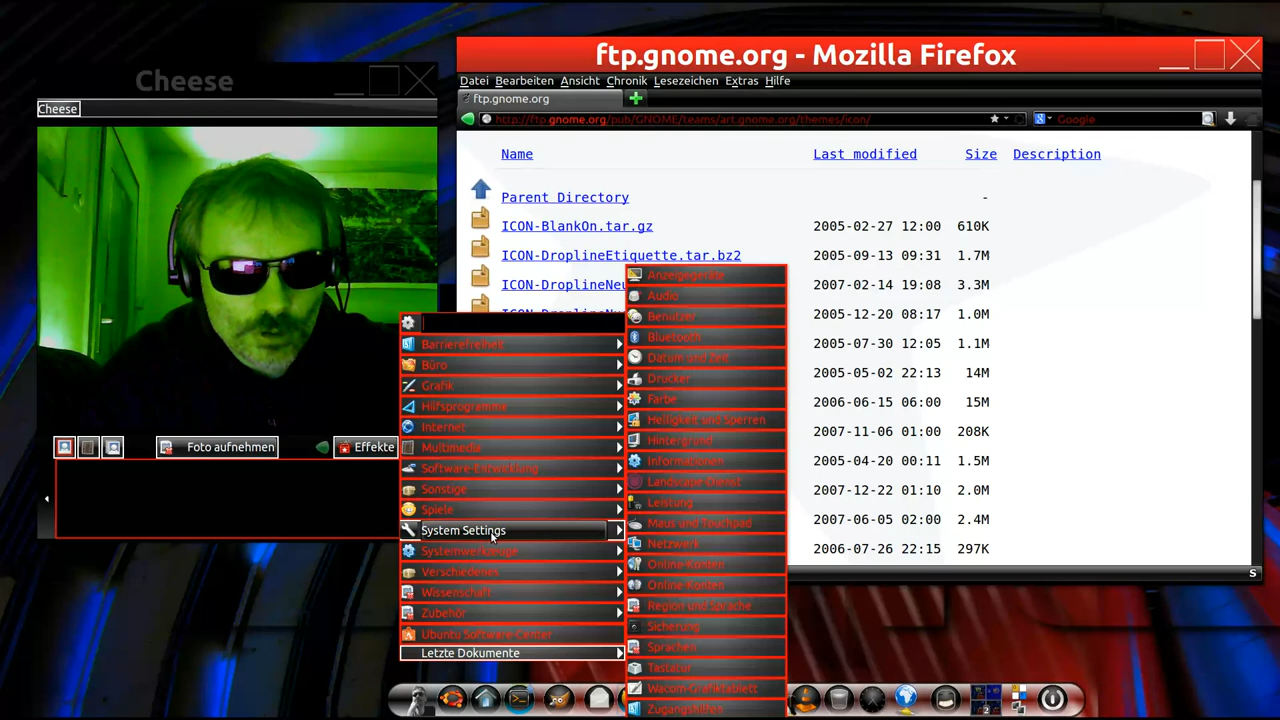 Cheese
Cheese
Foto aufnehmen
Effekte
ftp.gnome.org - Mozilla Firefox
Datei Bearbeiten Ansicht Chronik Lesezeichen Extras Hilfe
ftp.gnome.org
http://ftp.gnome.org/pub/GNOME/teams/art.gnome.org/themes/icon/
Google
Name Last modified Size Description
Parent Directory -
ICON-BlankOn.tar.gz 2005-02-27 12:00 610K
ICON-DroplineEtiquette.tar.bz2 2005-09-13 09:31 1.7M
ICON-DroplineNeu 2007-02-14 19:08 3.3M
2005-12-20 08:17 1.0M
2005-07-30 12:05 1.1M
2005-05-02 22:13 14M
2006-06-15 06:00 15M
2007-11-06 01:00 208K
2005-04-20 00:11 1.5M
2007-12-22 01:10 2.0M
2007-06-05 02:00 2.4M
2006-07-26 22:15 297K
S
Barrierefreiheit
Büro
Grafik
Hilfsprogramme
Internet
Multimedia
Software-Entwicklung
Sonstige
Spiele
System Settings
Systemwerkzeuge
Verschiedenes
Wissenschaft
Zubehör
Ubuntu Software-Center
Letzte Dokumente
Anzeigegeräte
Audio
Benutzer
Bluetooth
Datum und Zeit
Drucker
Farbe
Helligkeit und Sperren
Hintergrund
Informationen
Landscape-Dienst
Leistung
Maus und Touchpad
Netzwerk
Online-Konten
Online-Konten
Region und Sprache
Sicherung
Sprachen
Tastatur
Wacom-Grafiktablett
Zugangshilfen
2